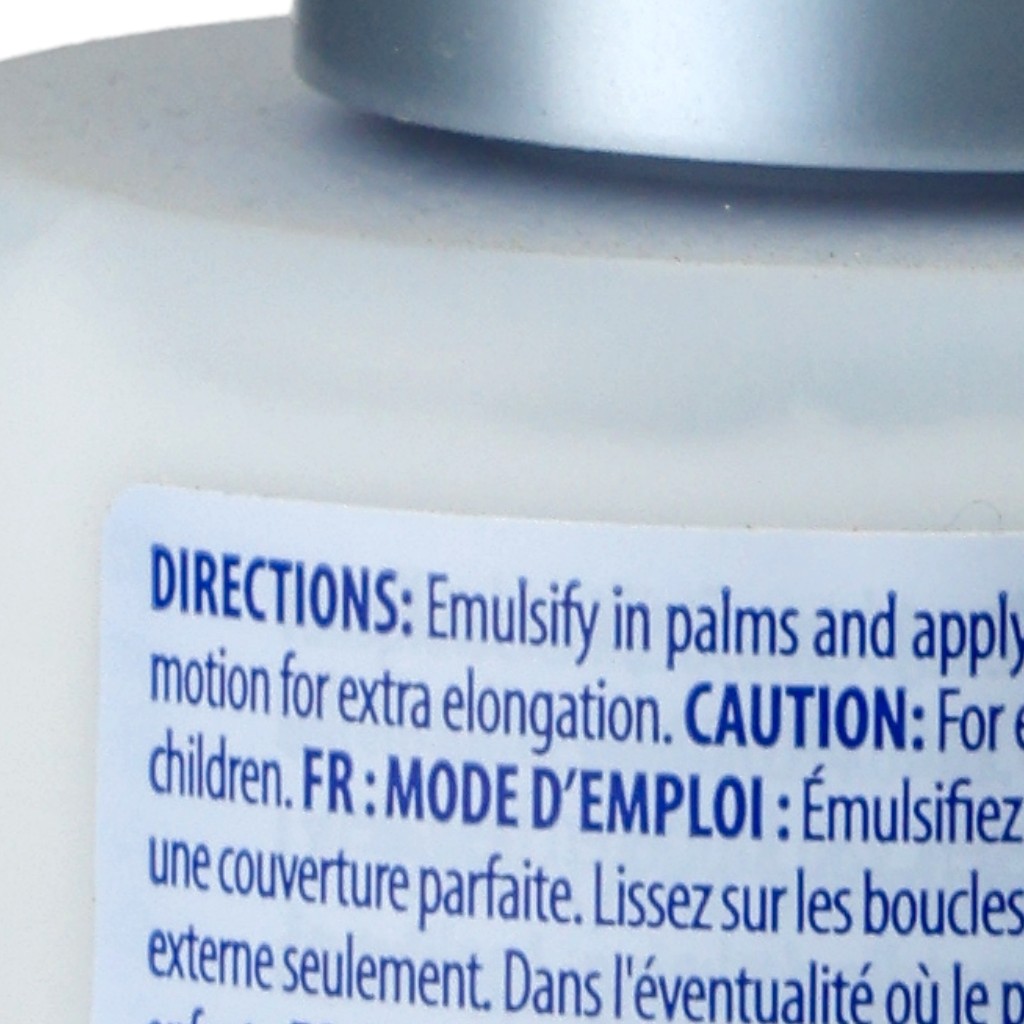 DIRECTIONS: Emulsify in palms and apply
motion for extra elongation. CAUTION: For
children. FR : MODE D'EMPLOI : Émulsifiez
une couverture parfaite. Lissez sur les boucles
externe seulement. Dans l'éventualité où le